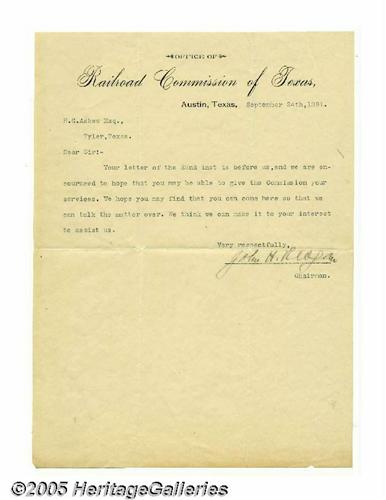 OFFICE OF
Railroad Commission of Texas,
Austin, Texas, September 24th, 1891.
H.G.Askew Esq.,
Tyler,Texas.
Dear Sir:-
Your letter of the 22nd inst is before us,and we are en-
couraged to hope that you may be able to give the Commission your
services. We hope you may find that you can come here so that we
can talk the matter over. We think we can make it to your interest
to assist us.
Very respectfully,
John H. Reagan
Chairman.
©2005 HeritageGalleries